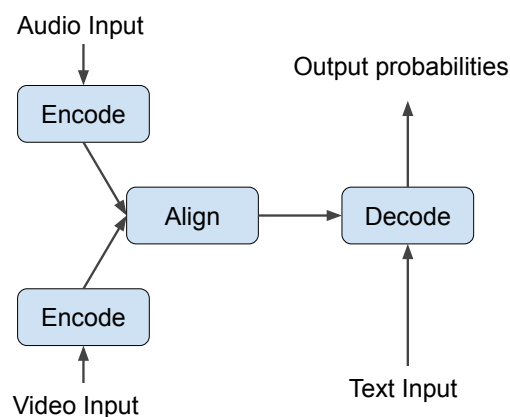 Audio Input
Output probabilities
Encode
Align
Decode
Encode
Text Input
Video Input